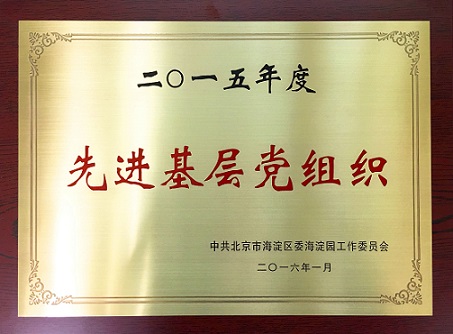 二〇一五年度
先进基层党组织
中共北京市海淀区委海淀园工作委员会
二〇一六年一月